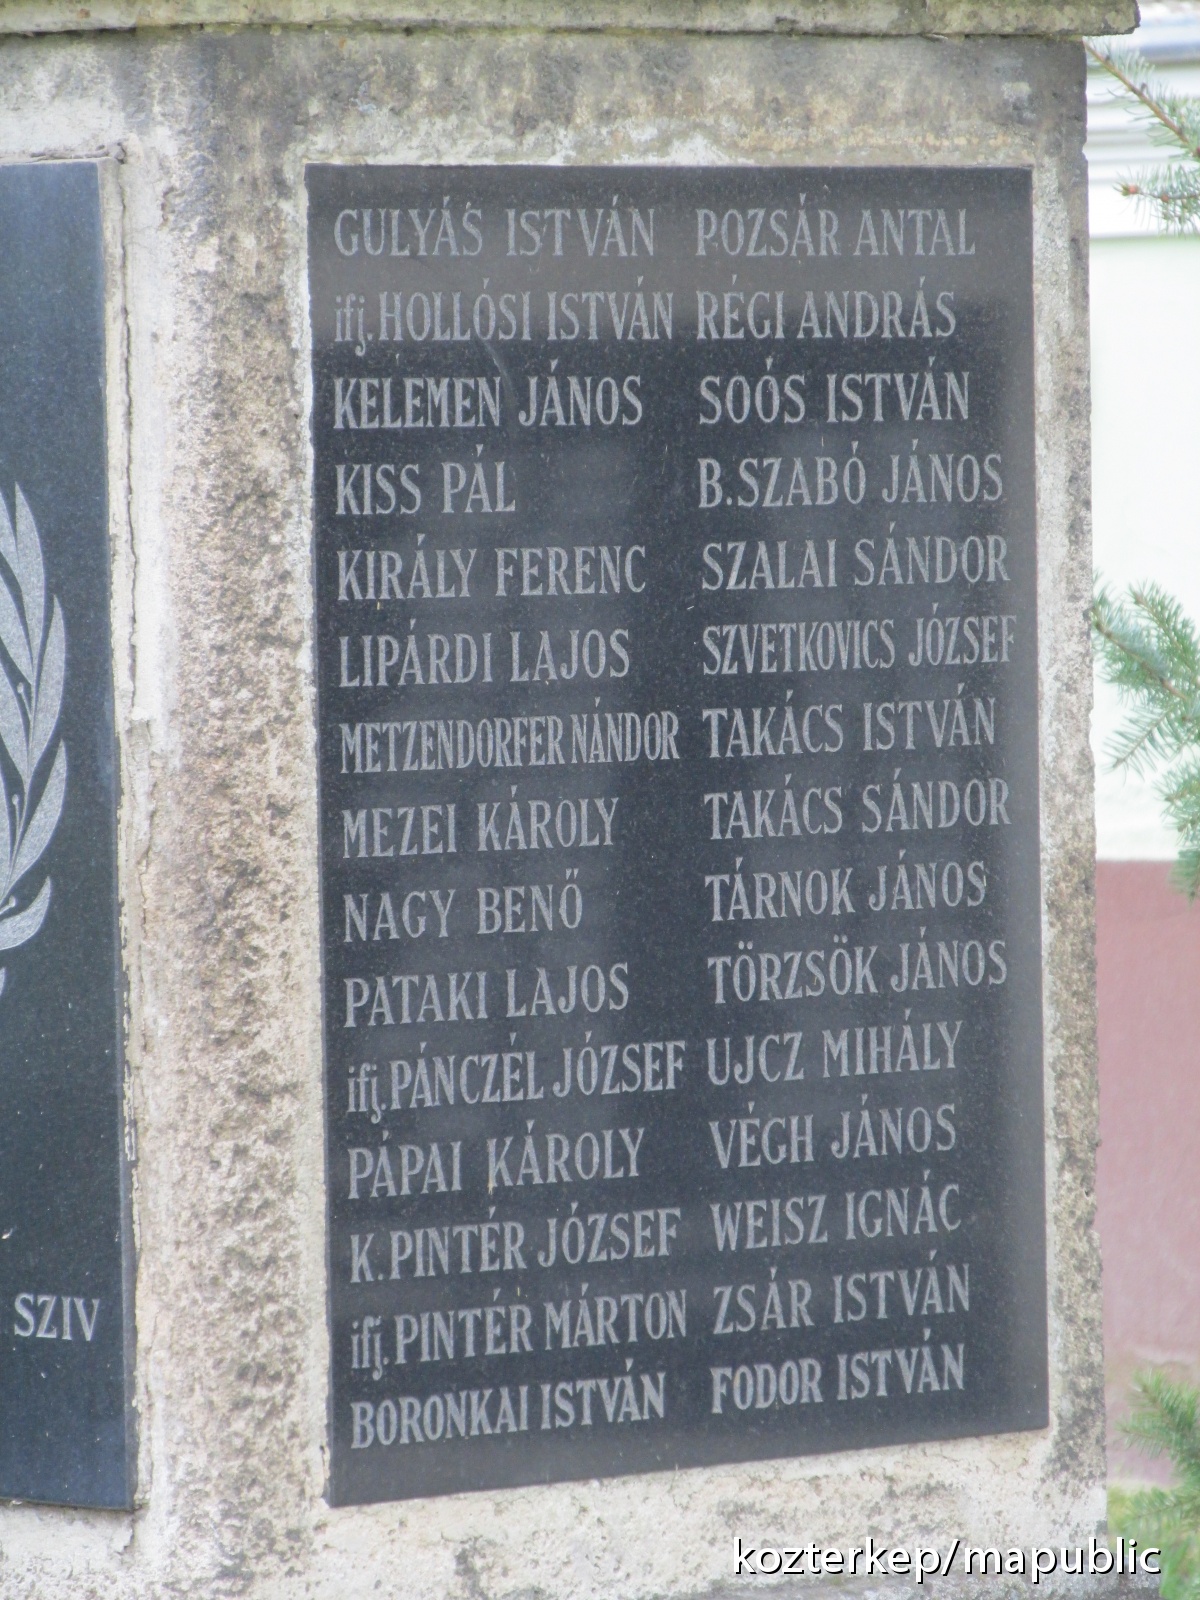 GULYÁS ISTVÁN
ifj. HOLLÓSI ISTVÁN
KELEMEN JÁNOS
KISS PÁL
KIRÁLY FERENC
LIPÁRDI LAJOS
METZENDORFER NÁNDOR
MEZEI KÁROLY
NAGY BENŐ
PATAKI LAJOS
ifj. PÁNCZÉL JÓZSEF
PÁPAI KÁROLY
K. PINTÉR JÓZSEF
ifj. PINTÉR MÁRTON
BORONKAI ISTVÁN
POZSÁR ANTAL
RÉGI ANDRÁS
SOÓS ISTVÁN
B. SZABÓ JÁNOS
SZALAI SÁNDOR
SZVETKOVICS JÓZSEF
TAKÁCS ISTVÁN
TAKÁCS SÁNDOR
TÁRNOK JÁNOS
TÖRZSÖK JÁNOS
UJCZ MIHÁLY
VÉGH JÁNOS
WEISZ IGNÁC
ZSÁR ISTVÁN
FODOR ISTVÁN
SZIV
kozterkep/mapublic